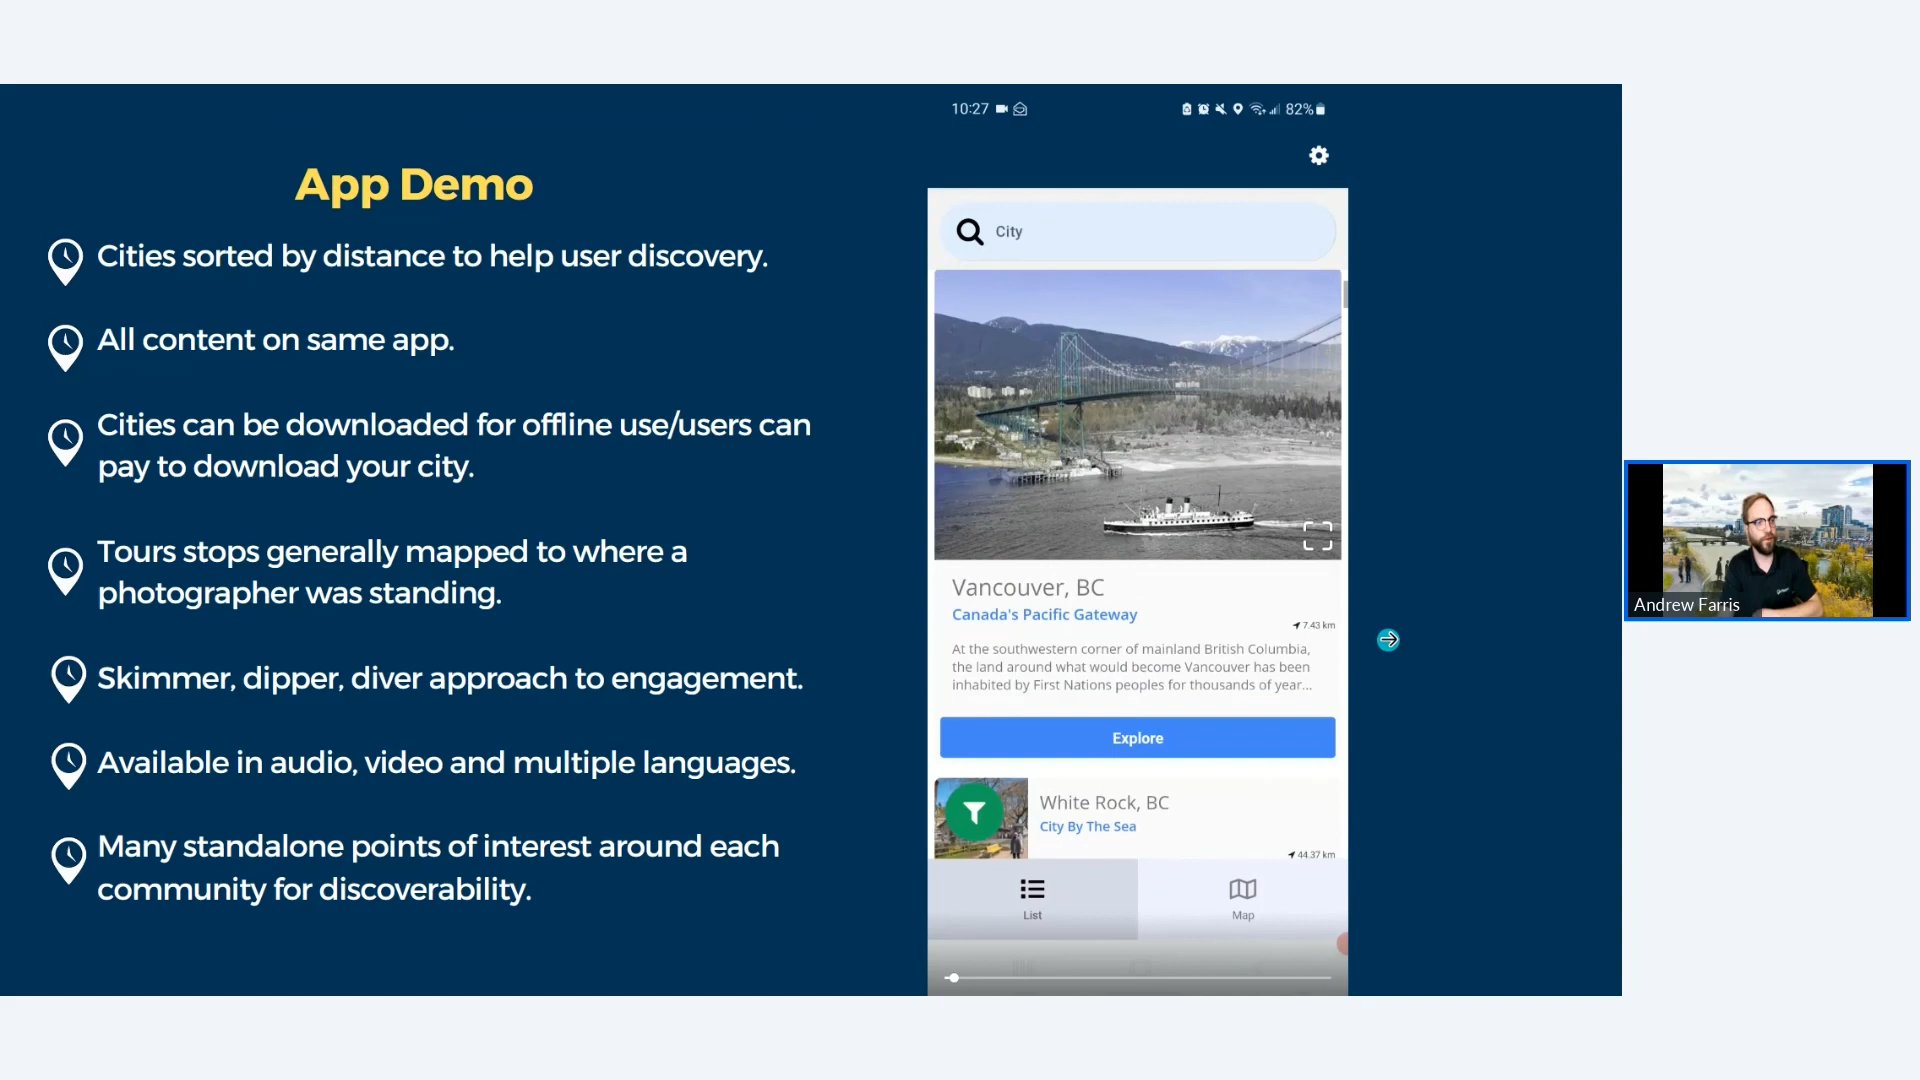 App Demo
Cities sorted by distance to help user discovery.
All content on same app.
Cities can be downloaded for offline use/users can
pay to download your city.
Tours stops generally mapped to where a
photographer was standing.
Skimmer, dipper, diver approach to engagement.
Available in audio, video and multiple languages.
Many standalone points of interest around each
community for discoverability.
10:27
82%
City
Vancouver, BC
Canada's Pacific Gateway
7.43 km
At the southwestern corner of mainland British Columbia,
the land around what would become Vancouver has been
inhabited by First Nations peoples for thousands of year...
Explore
White Rock, BC
City By The Sea
44.37 km
List
Map
Andrew Farris